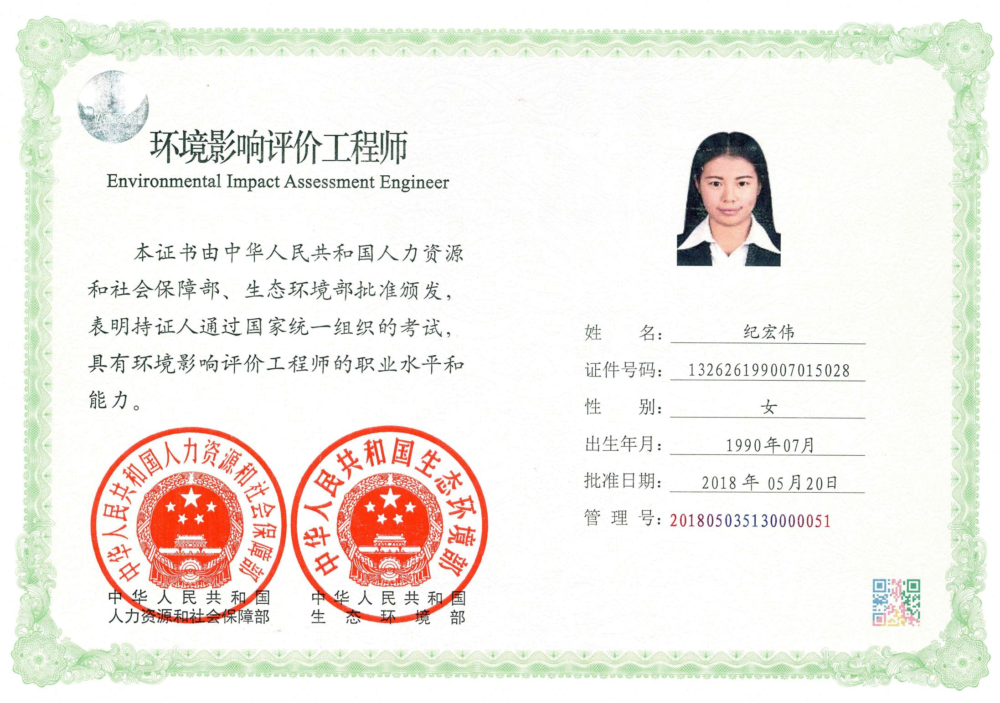 MOHRSS
环境影响评价工程师
Environmental Impact Assessment Engineer
本证书由中华人民共和国人力资源
和社会保障部、生态环境部批准颁发，
表明持证人通过国家统一组织的考试，
具有环境影响评价工程师的职业水平和
能力。
中华人民共和国人力资源和社会保障部
中华人民共和国生态环境部
中华人民共和国
人力资源和社会保障部
中华人民共和国
生态环境部
姓名：纪宏伟
证件号码：132626199007015028
性别：女
出生年月：1990年07月
批准日期：2018年05月20日
管理号：201805035130000051